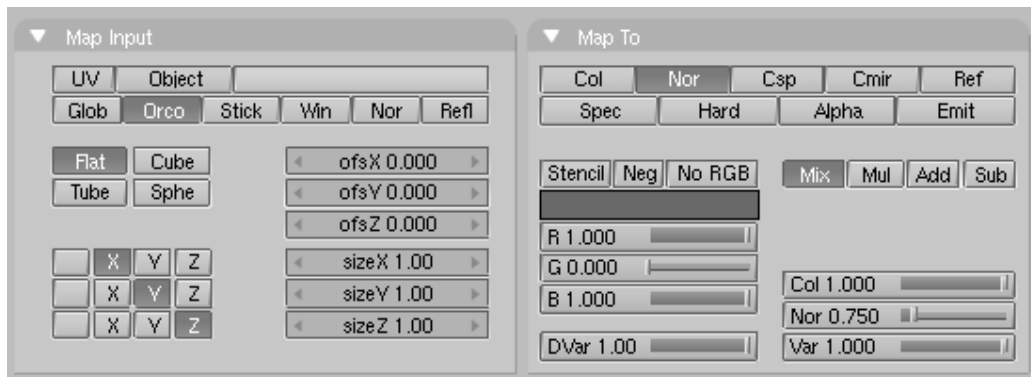 Map Input
UV Object
Glob Orco Stick Win Nor Refl
Flat Cube
Tube Sphe
ofsX 0.000
ofsY 0.000
ofsZ 0.000
X Y Z
X Y Z
X Y Z
sizeX 1.00
sizeY 1.00
sizeZ 1.00
Map To
Col Nor Csp Cmir Ref
Spec Hard Alpha Emit
Stencil Neg No RGB
R 1.000
G 0.000
B 1.000
DVar 1.00
Mix Mul Add Sub
Col 1.000
Nor 0.750
Var 1.000